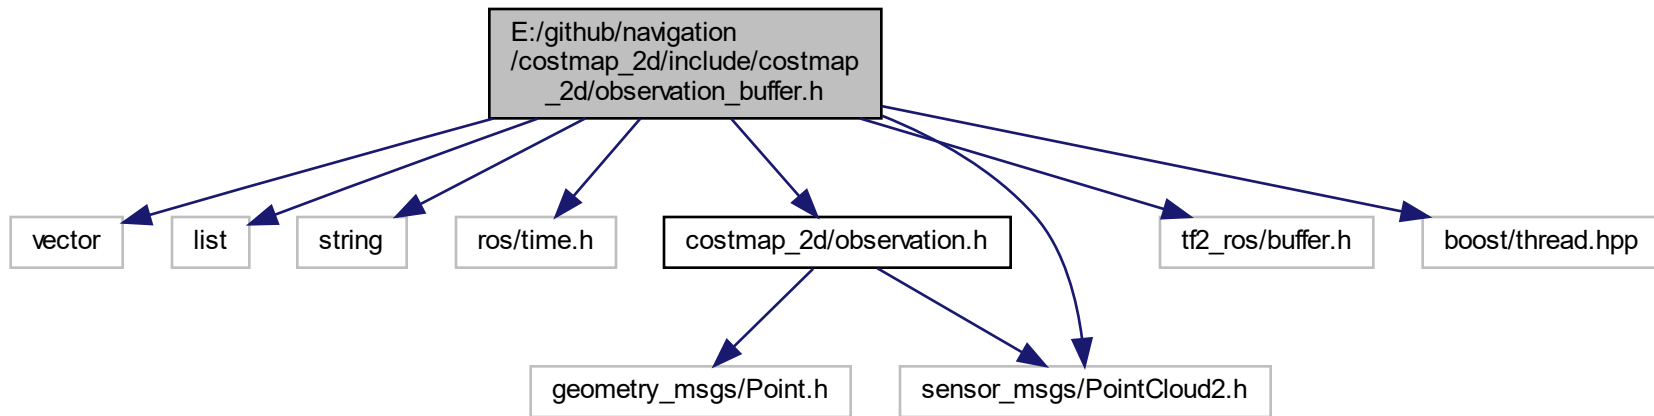 E:/github/navigation
/costmap_2d/include/costmap
_2d/observation_buffer.h
vector
list
string
ros/time.h
costmap_2d/observation.h
tf2_ros/buffer.h
boost/thread.hpp
geometry_msgs/Point.h
sensor_msgs/PointCloud2.h